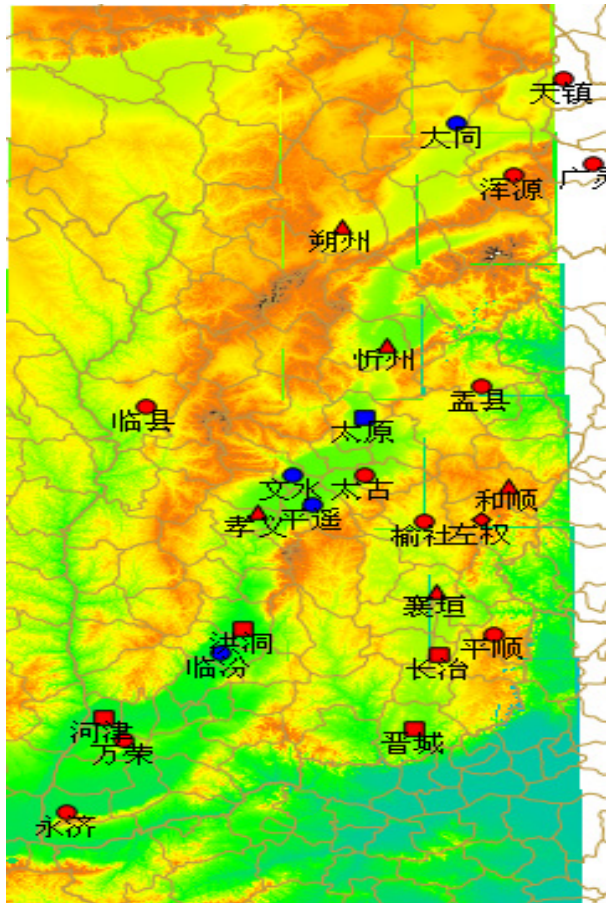 天镇
大同
浑源
广灵
朔州
忻州
盂县
临县
太原
文水
太古
和顺
孝义
平遥
榆社
左权
襄垣
洪洞
平顺
临汾
长治
河津
万荣
晋城
永济